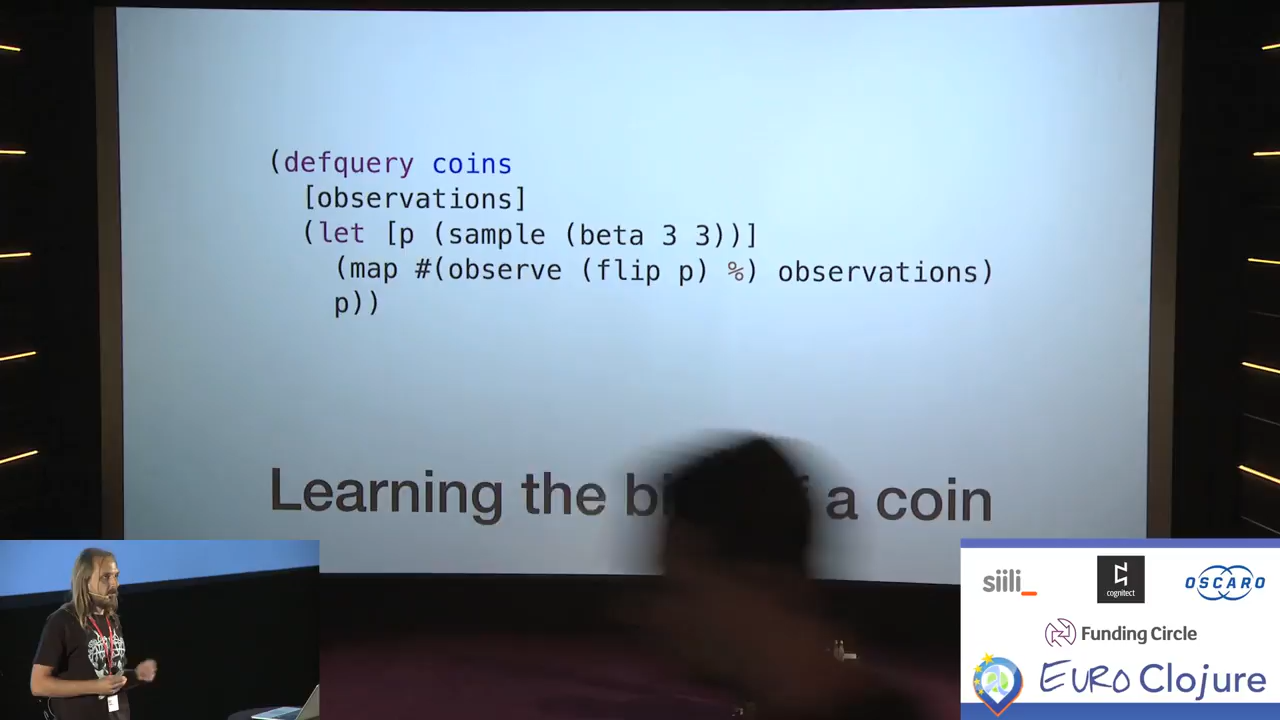 (defquery coins
[observations]
(let [p (sample (beta 3 3))]
(map #(observe (flip p) %) observations)
p))
Learning the a coin
siili_
cognitect
OSCARO
Funding Circle
EURO Clojure